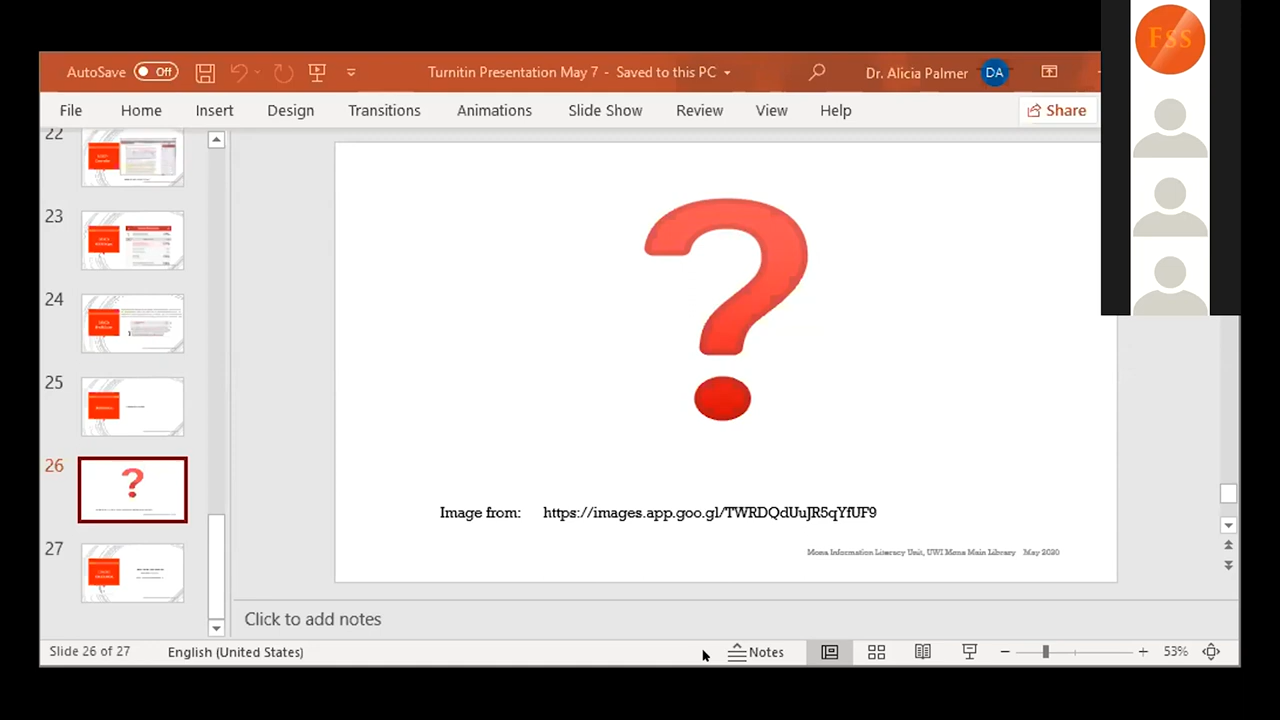 Fss
AutoSave Off Turnitin Presentation May 7 - Saved to this PC Dr. Alicia Palmer DA
File Home Insert Design Transitions Animations Slide Show Review View Help Share
22
23
24
25
26
27
?
Image from: https://images.app.goo.gl/TWRDQdUuJR5qYfUF9
Mona Information Literacy Unit, UWI Mona Main Library May 2020
Click to add notes
Slide 26 of 27 English (United States) Notes 53%